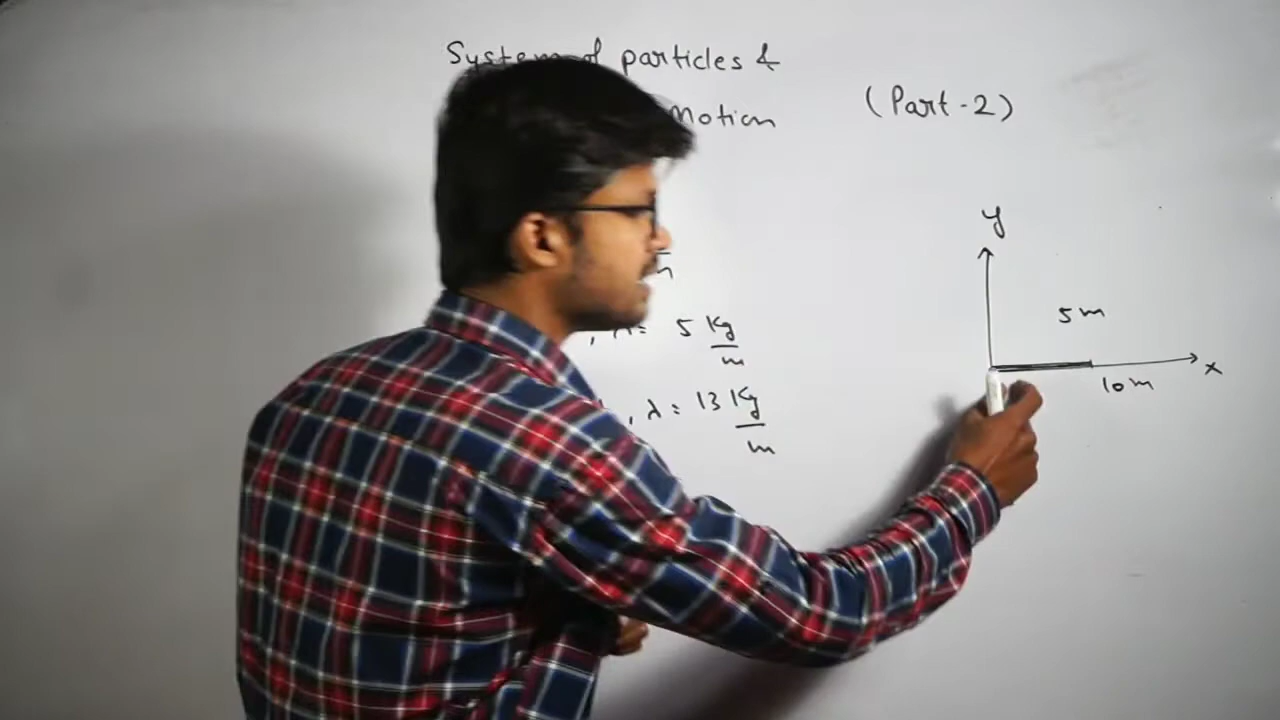 System of particles &
Motion
(Part-2)
m
, λ = 5 Kg/m
, λ = 13 Kg/m
y
5m
x
10m